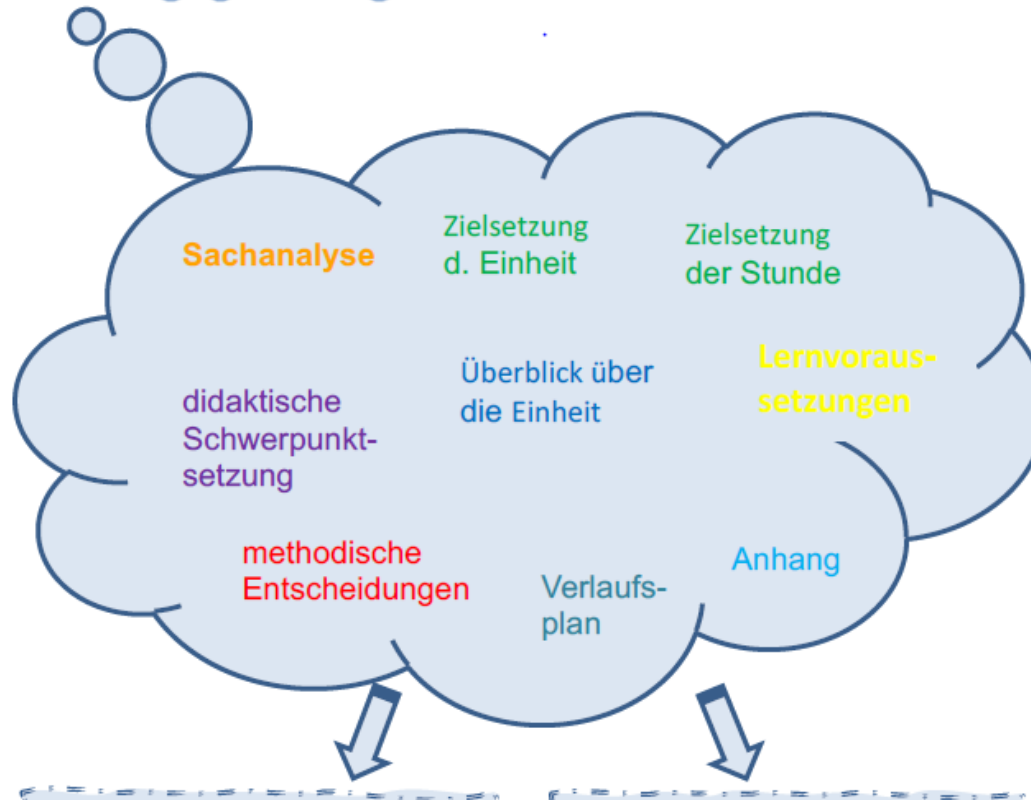 Sachanalyse
Zielsetzung
d. Einheit
Zielsetzung
der Stunde
Überblick über
die Einheit
Lernvoraus-
setzungen
didaktische
Schwerpunkt-
setzung
methodische
Entscheidungen
Verlaufs-
plan
Anhang